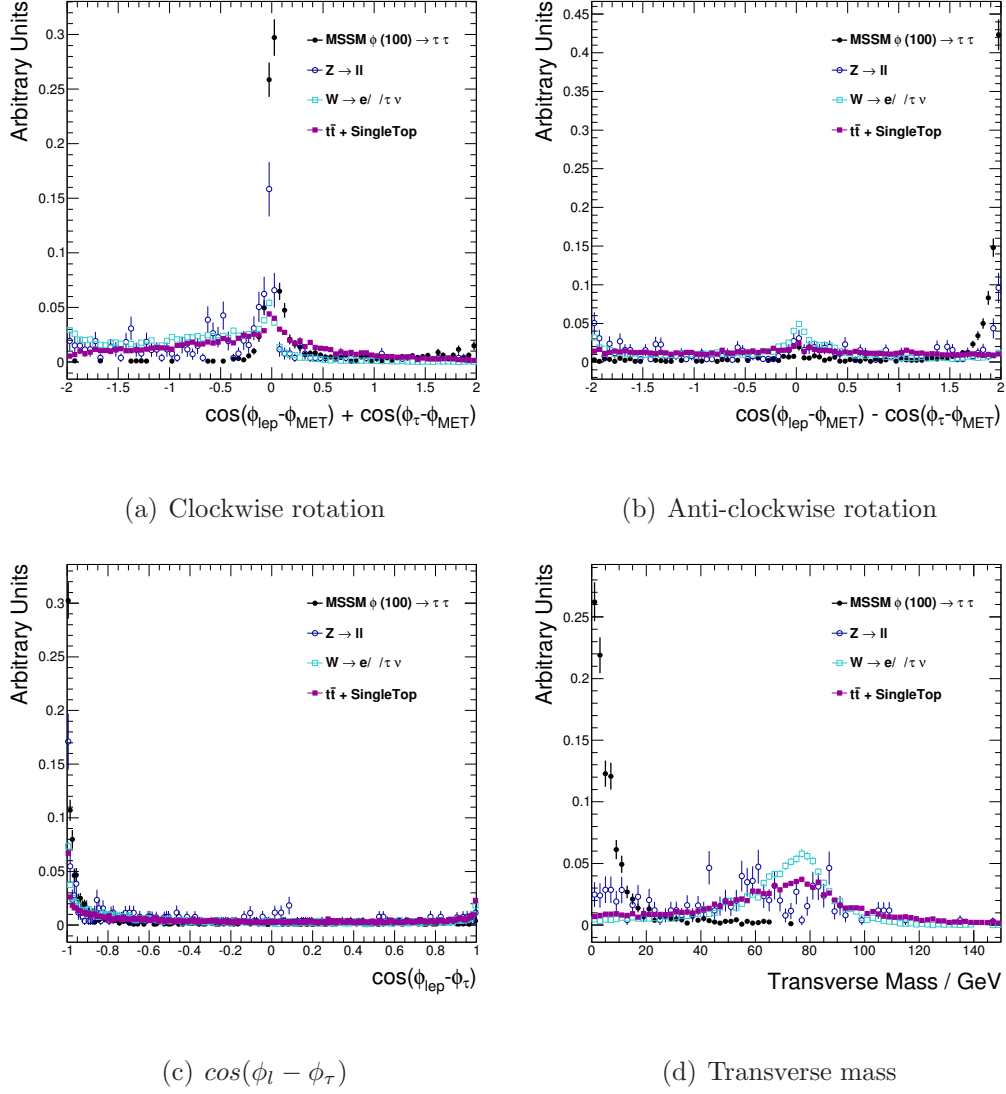 Arbitrary Units
0.3
0.25
0.2
0.15
0.1
0.05
0
MSSM ϕ (100) → τ τ
Z → ll
W → e/ /τ ν
tt̄ + SingleTop
-2 -1.5 -1 -0.5 0 0.5 1 1.5 2
cos(ϕlep-ϕMET) + cos(ϕτ-ϕMET)
(a) Clockwise rotation
Arbitrary Units
0.45
0.4
0.35
0.3
0.25
0.2
0.15
0.1
0.05
0
MSSM ϕ (100) → τ τ
Z → ll
W → e/ /τ ν
tt̄ + SingleTop
-2 -1.5 -1 -0.5 0 0.5 1 1.5 2
cos(ϕlep-ϕMET) - cos(ϕτ-ϕMET)
(b) Anti-clockwise rotation
Arbitrary Units
0.3
0.25
0.2
0.15
0.1
0.05
0
MSSM ϕ (100) → τ τ
Z → ll
W → e/ /τ ν
tt̄ + SingleTop
-1 -0.8 -0.6 -0.4 -0.2 0 0.2 0.4 0.6 0.8 1
cos(ϕlep-ϕτ)
(c) cos(ϕl − ϕτ)
Arbitrary Units
0.25
0.2
0.15
0.1
0.05
0
MSSM ϕ (100) → τ τ
Z → ll
W → e/ /τ ν
tt̄ + SingleTop
0 20 40 60 80 100 120 140
Transverse Mass / GeV
(d) Transverse mass